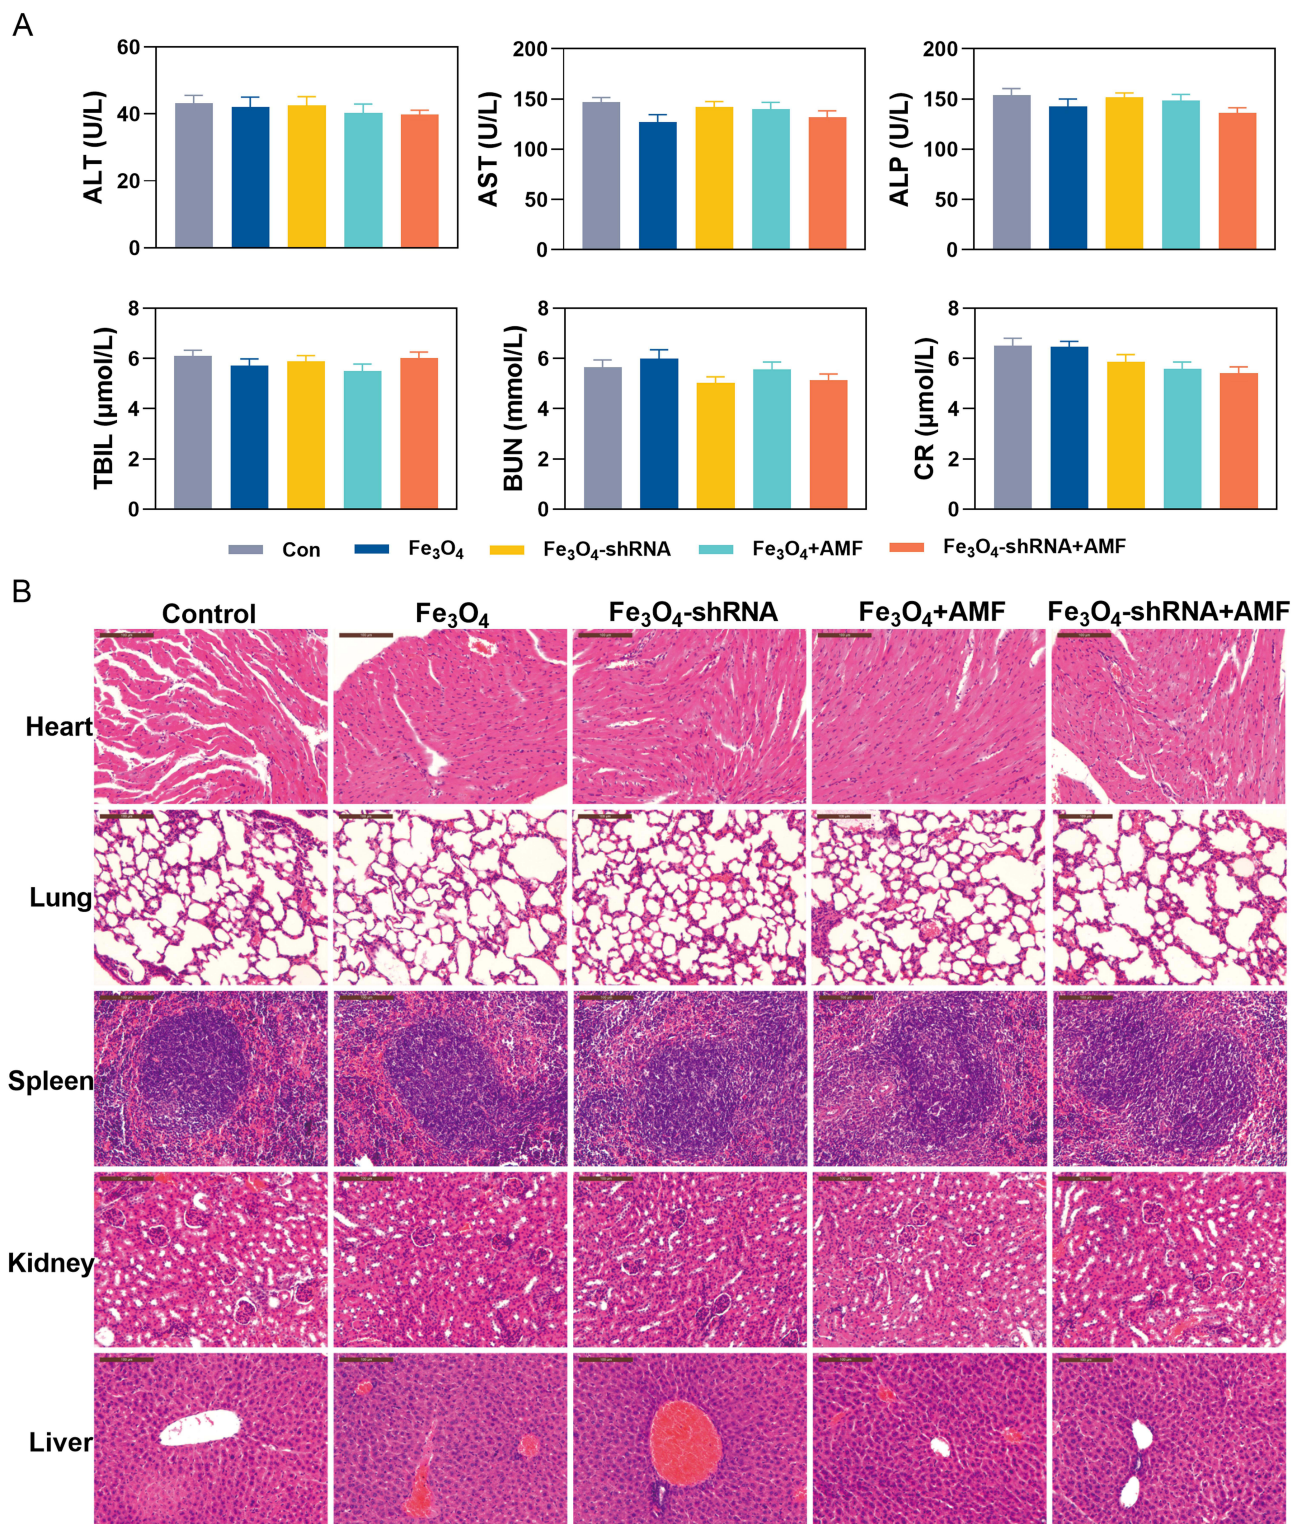 A
60
40
20
0
ALT (U/L)
200
150
100
50
0
AST (U/L)
200
150
100
50
0
ALP (U/L)
8
6
4
2
0
TBIL (µmol/L)
8
6
4
2
0
BUN (mmol/L)
8
6
4
2
0
CR (µmol/L)
Con Fe₃O₄ Fe₃O₄-shRNA Fe₃O₄+AMF Fe₃O₄-shRNA+AMF
B
Control Fe₃O₄ Fe₃O₄-shRNA Fe₃O₄+AMF Fe₃O₄-shRNA+AMF
Heart
Lung
Spleen
Kidney
Liver